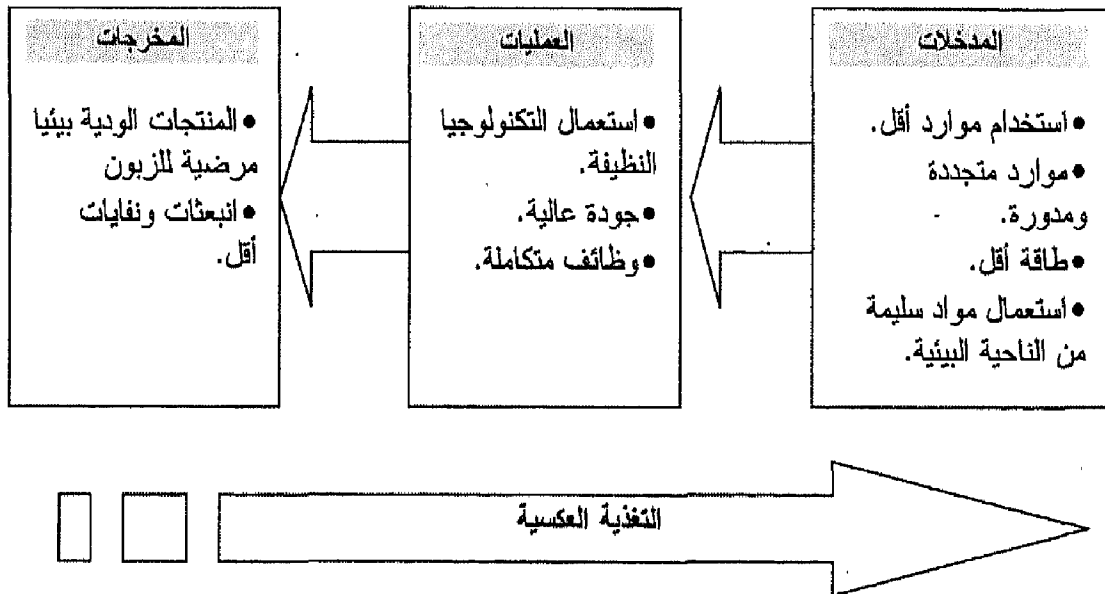 المدخلات
•استخدام موارد أقل.
•موارد متجددة
ومدورة.
•طاقة أقل.
•استعمال مواد سليمة
من الناحية البيئية.
العمليات
•استعمال التكنولوجيا
النظيفة.
•جودة عالية.
•وظائف متكاملة.
المخرجات
•المنتجات الودية بيئيا
مرضية للزبون
•انبعثات ونفايات
أقل.
التغذية العكسية